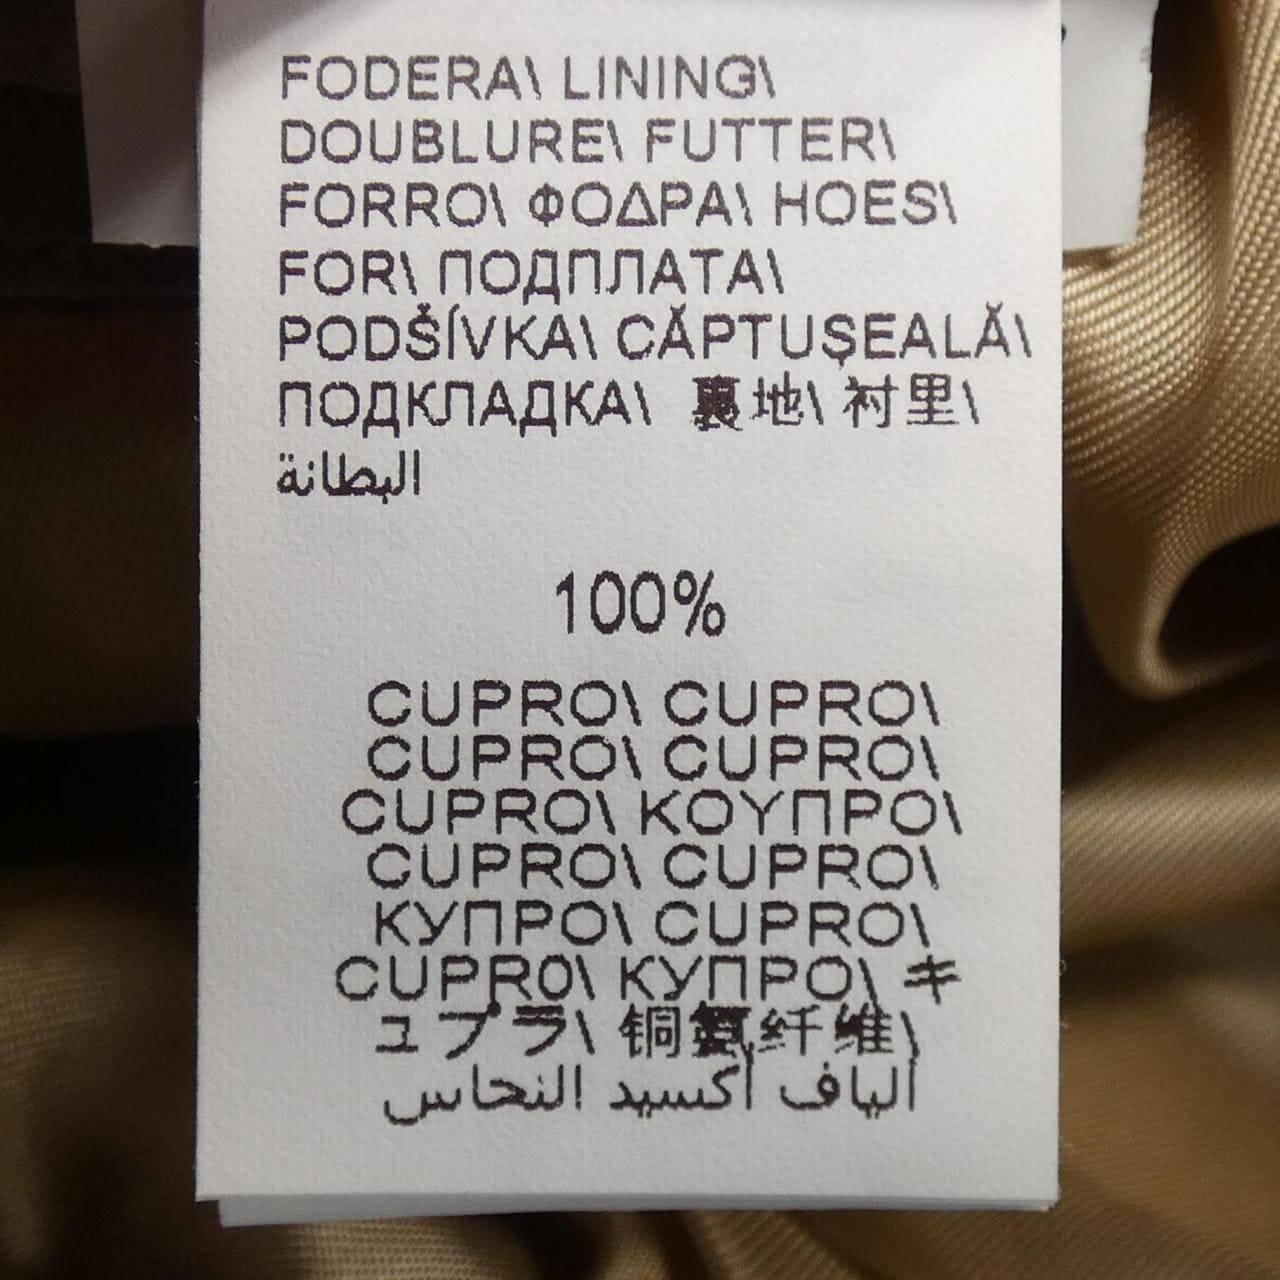 FODERA\ LINING\
DOUBLURE\ FUTTER\
FORRO\ ΦΟΔΡΑ\ HOES\
FOR\ ПОДПЛАТА\
PODŠÍVKA\ CĂPTUȘEALĂ\
ПОДКЛАДКА\ 裏地\ 衬里\
البطانة
100%
CUPRO\ CUPRO\
CUPRO\ CUPRO\
CUPRO\ ΚΟΥΠΡΟ\
CUPRO\ CUPRO\
КУПРО\ CUPRO\
CUPRO\ КУПРО\ キ
ュプラ\ 铜氨纤维\
ألياف أكسيد النحاس